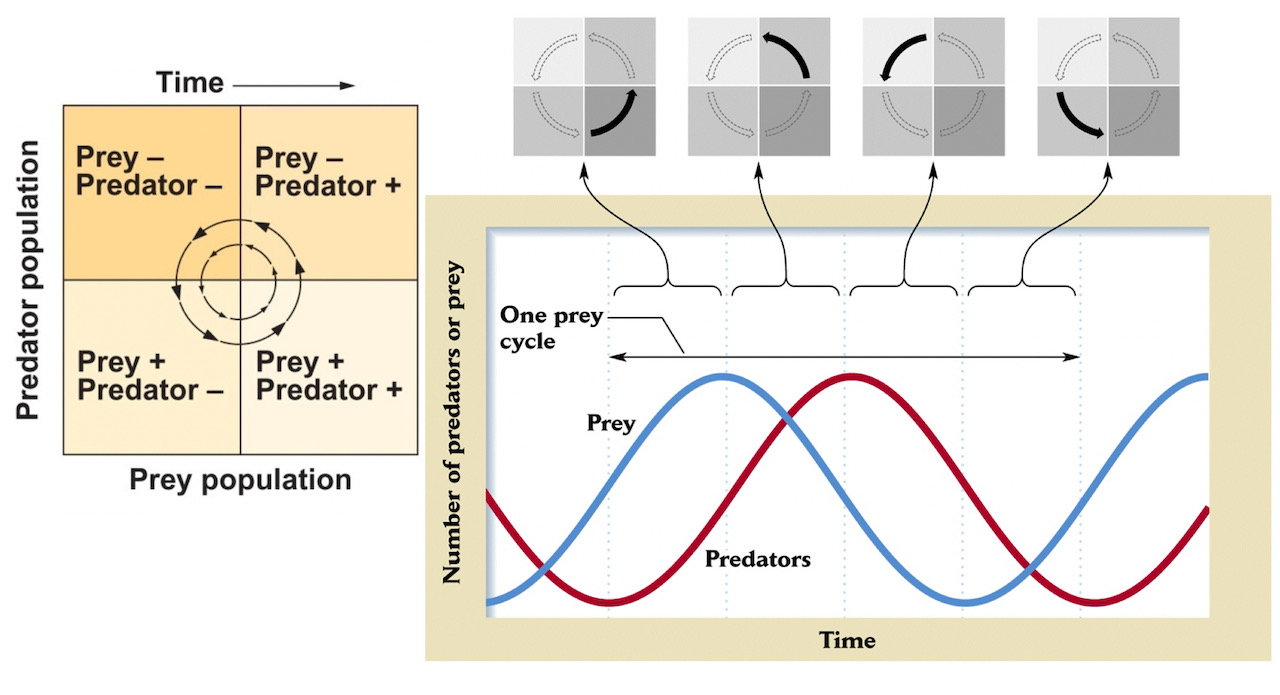 Time
Predator population
Prey –
Predator –
Prey –
Predator +
Prey +
Predator –
Prey +
Predator +
Prey population
Number of predators or prey
One prey
cycle
Prey
Predators
Time